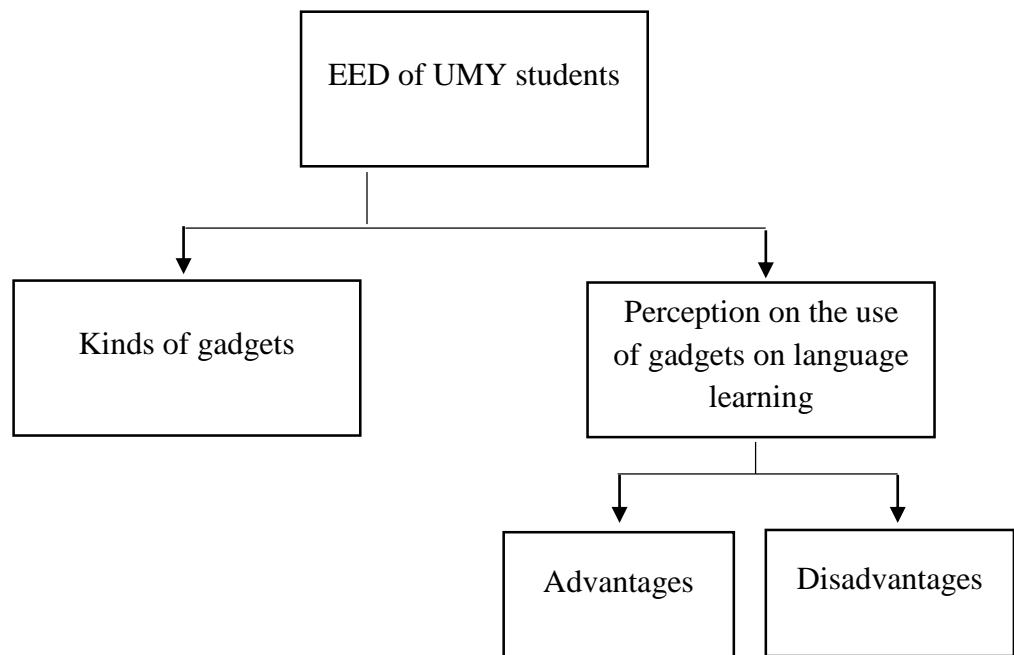 EED of UMY students
Kinds of gadgets
Perception on the use
of gadgets on language
learning
Advantages
Disadvantages